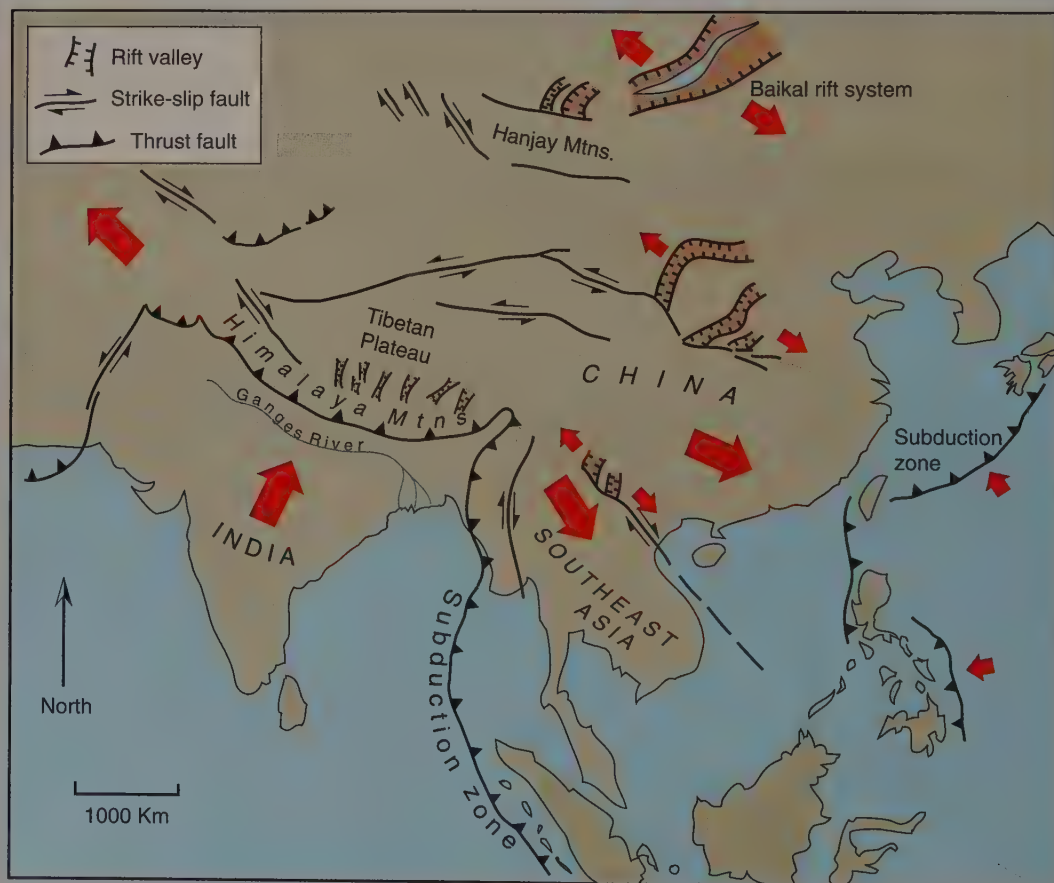 Rift valley
Strike-slip fault
Thrust fault
Baikal rift system
Hanjay Mtns.
Tibetan
Plateau
Himalaya Mtns
Ganges River
CHINA
INDIA
SOUTHEAST
ASIA
Subduction
zone
Subduction zone
North
1000 Km